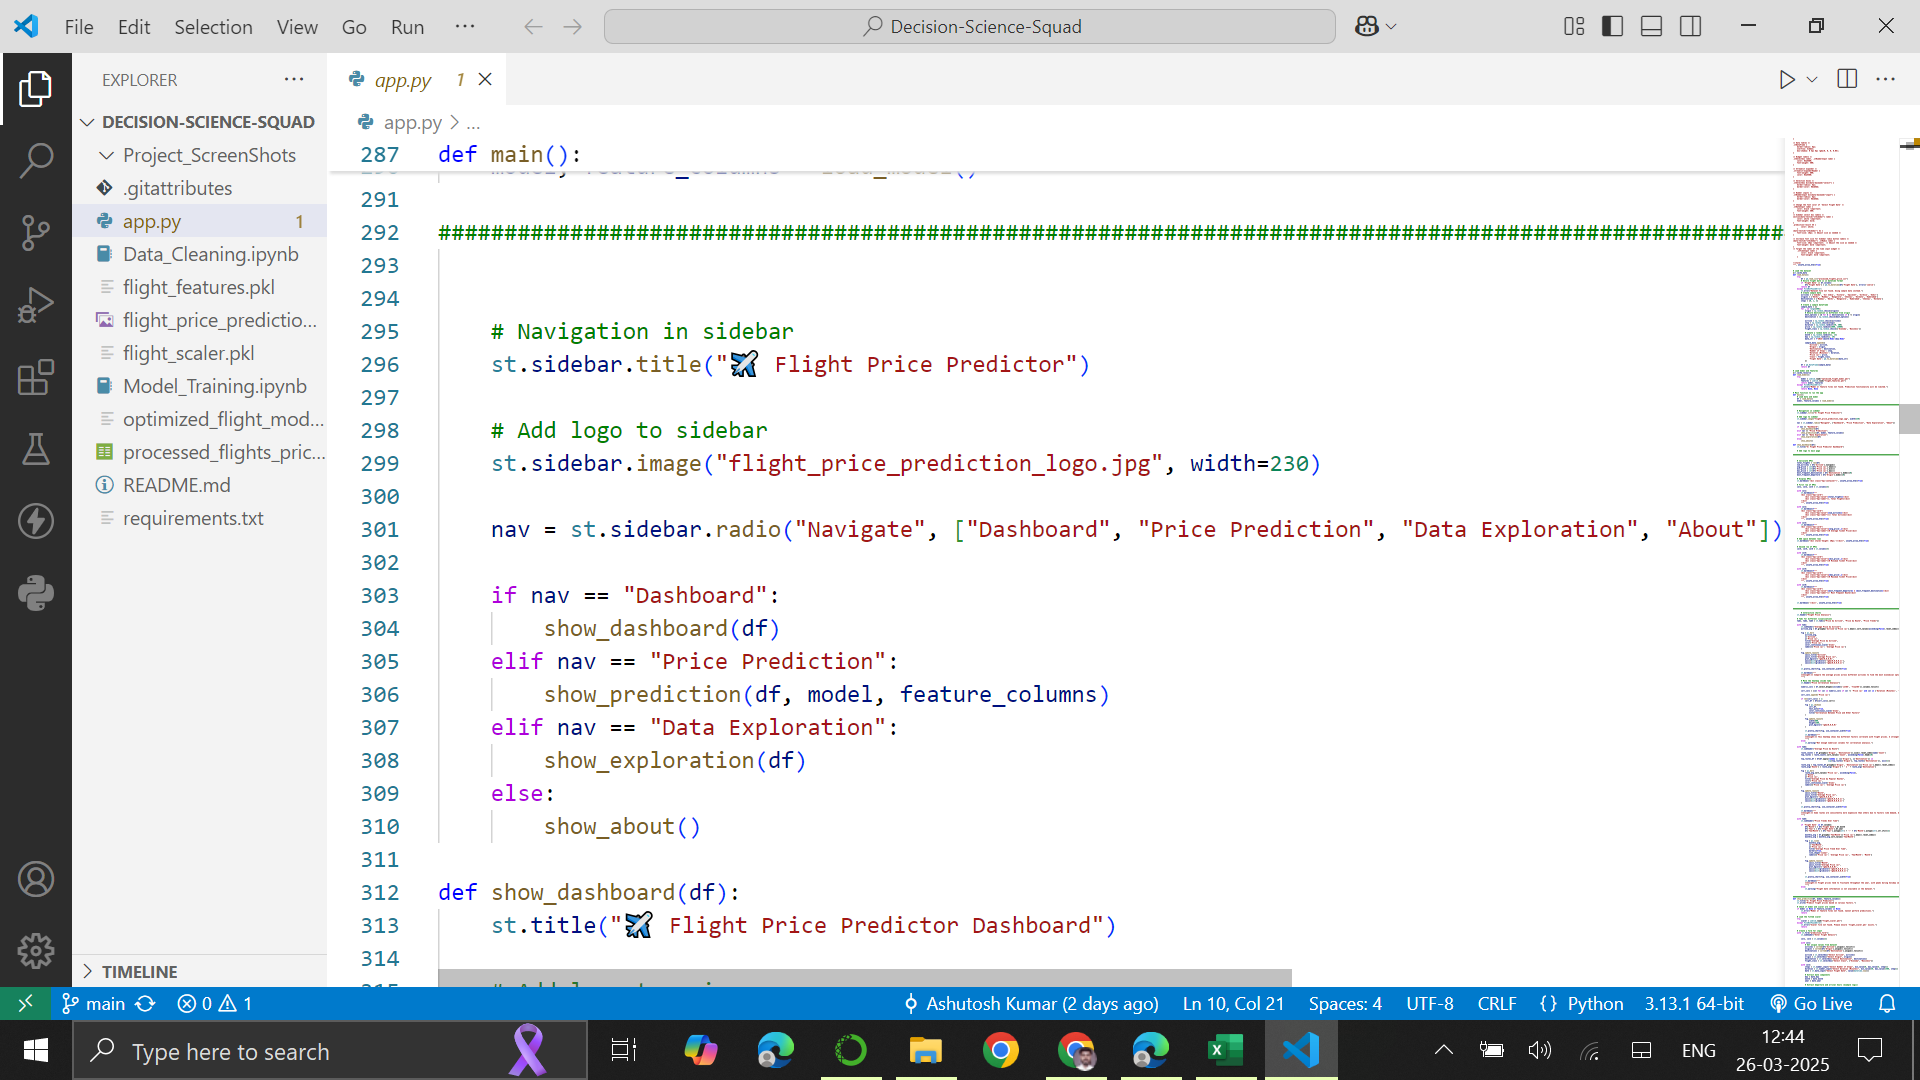 File Edit Selection View Go Run ···
Decision-Science-Squad
EXPLORER ···
DECISION-SCIENCE-SQUAD
Project_ScreenShots
.gitattributes
app.py 1
Data_Cleaning.ipynb
flight_features.pkl
flight_price_predictio...
flight_scaler.pkl
Model_Training.ipynb
optimized_flight_mod...
processed_flights_pric...
README.md
requirements.txt
TIMELINE
app.py 1
app.py > ...
287 def main():
291
292 ######################################################################################################
293
294
295 # Navigation in sidebar
296 st.sidebar.title("✈️ Flight Price Predictor")
297
298 # Add logo to sidebar
299 st.sidebar.image("flight_price_prediction_logo.jpg", width=230)
300
301 nav = st.sidebar.radio("Navigate", ["Dashboard", "Price Prediction", "Data Exploration", "About"])
302
303 if nav == "Dashboard":
304 show_dashboard(df)
305 elif nav == "Price Prediction":
306 show_prediction(df, model, feature_columns)
307 elif nav == "Data Exploration":
308 show_exploration(df)
309 else:
310 show_about()
311
312 def show_dashboard(df):
313 st.title("✈️ Flight Price Predictor Dashboard")
314
main 0 1 Ashutosh Kumar (2 days ago) Ln 10, Col 21 Spaces: 4 UTF-8 CRLF {} Python 3.13.1 64-bit Go Live
Type here to search
ENG
12:44
26-03-2025